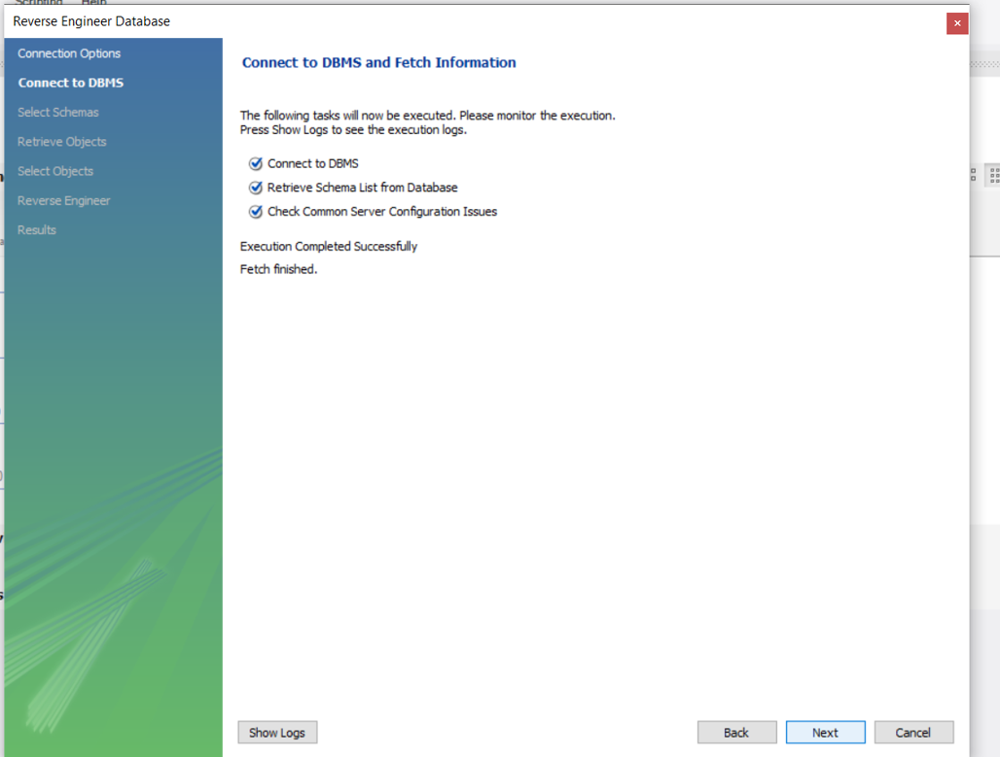 Scripting Help
Reverse Engineer Database
Connection Options
Connect to DBMS
Select Schemas
Retrieve Objects
Select Objects
Reverse Engineer
Results
Connect to DBMS and Fetch Information
The following tasks will now be executed. Please monitor the execution.
Press Show Logs to see the execution logs.
Connect to DBMS
Retrieve Schema List from Database
Check Common Server Configuration Issues
Execution Completed Successfully
Fetch finished.
Show Logs
Back
Next
Cancel